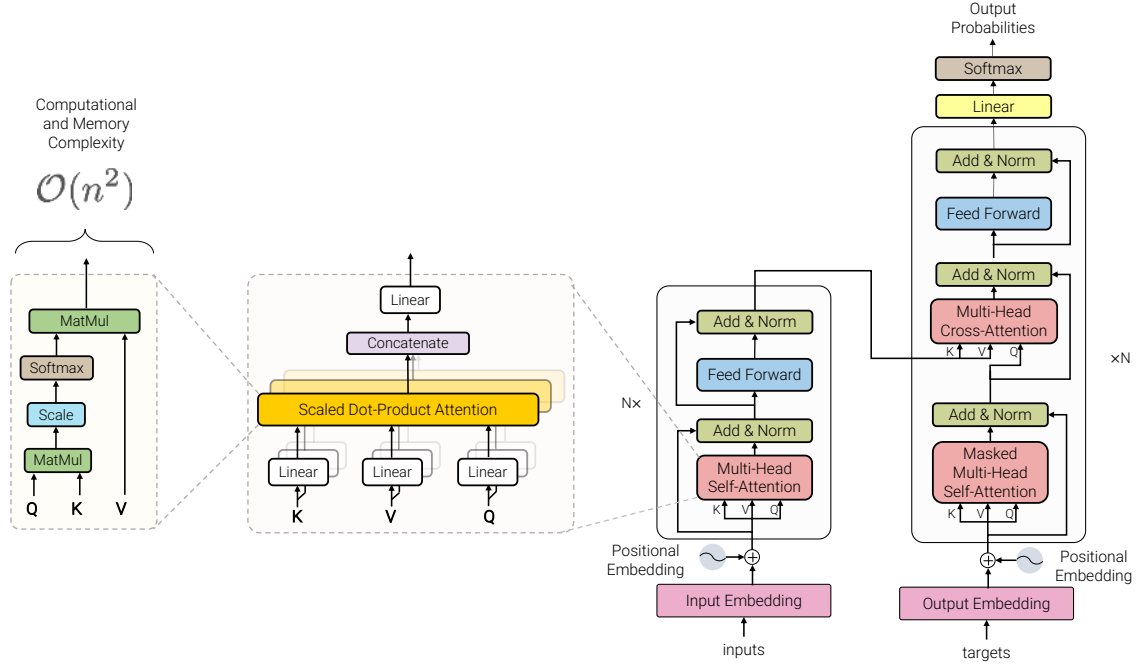 Computational
and Memory
Complexity
O(n²)
MatMul
Softmax
Scale
MatMul
Q K V
Linear
Concatenate
Scaled Dot-Product Attention
Linear Linear Linear
K V Q
Add & Norm
Feed Forward
N×
Add & Norm
Multi-Head
Self-Attention
K V Q
Positional
Embedding
Input Embedding
inputs
Output
Probabilities
Softmax
Linear
Add & Norm
Feed Forward
Add & Norm
Multi-Head
Cross-Attention
K V Q
×N
Add & Norm
Masked
Multi-Head
Self-Attention
K V Q
Positional
Embedding
Output Embedding
targets